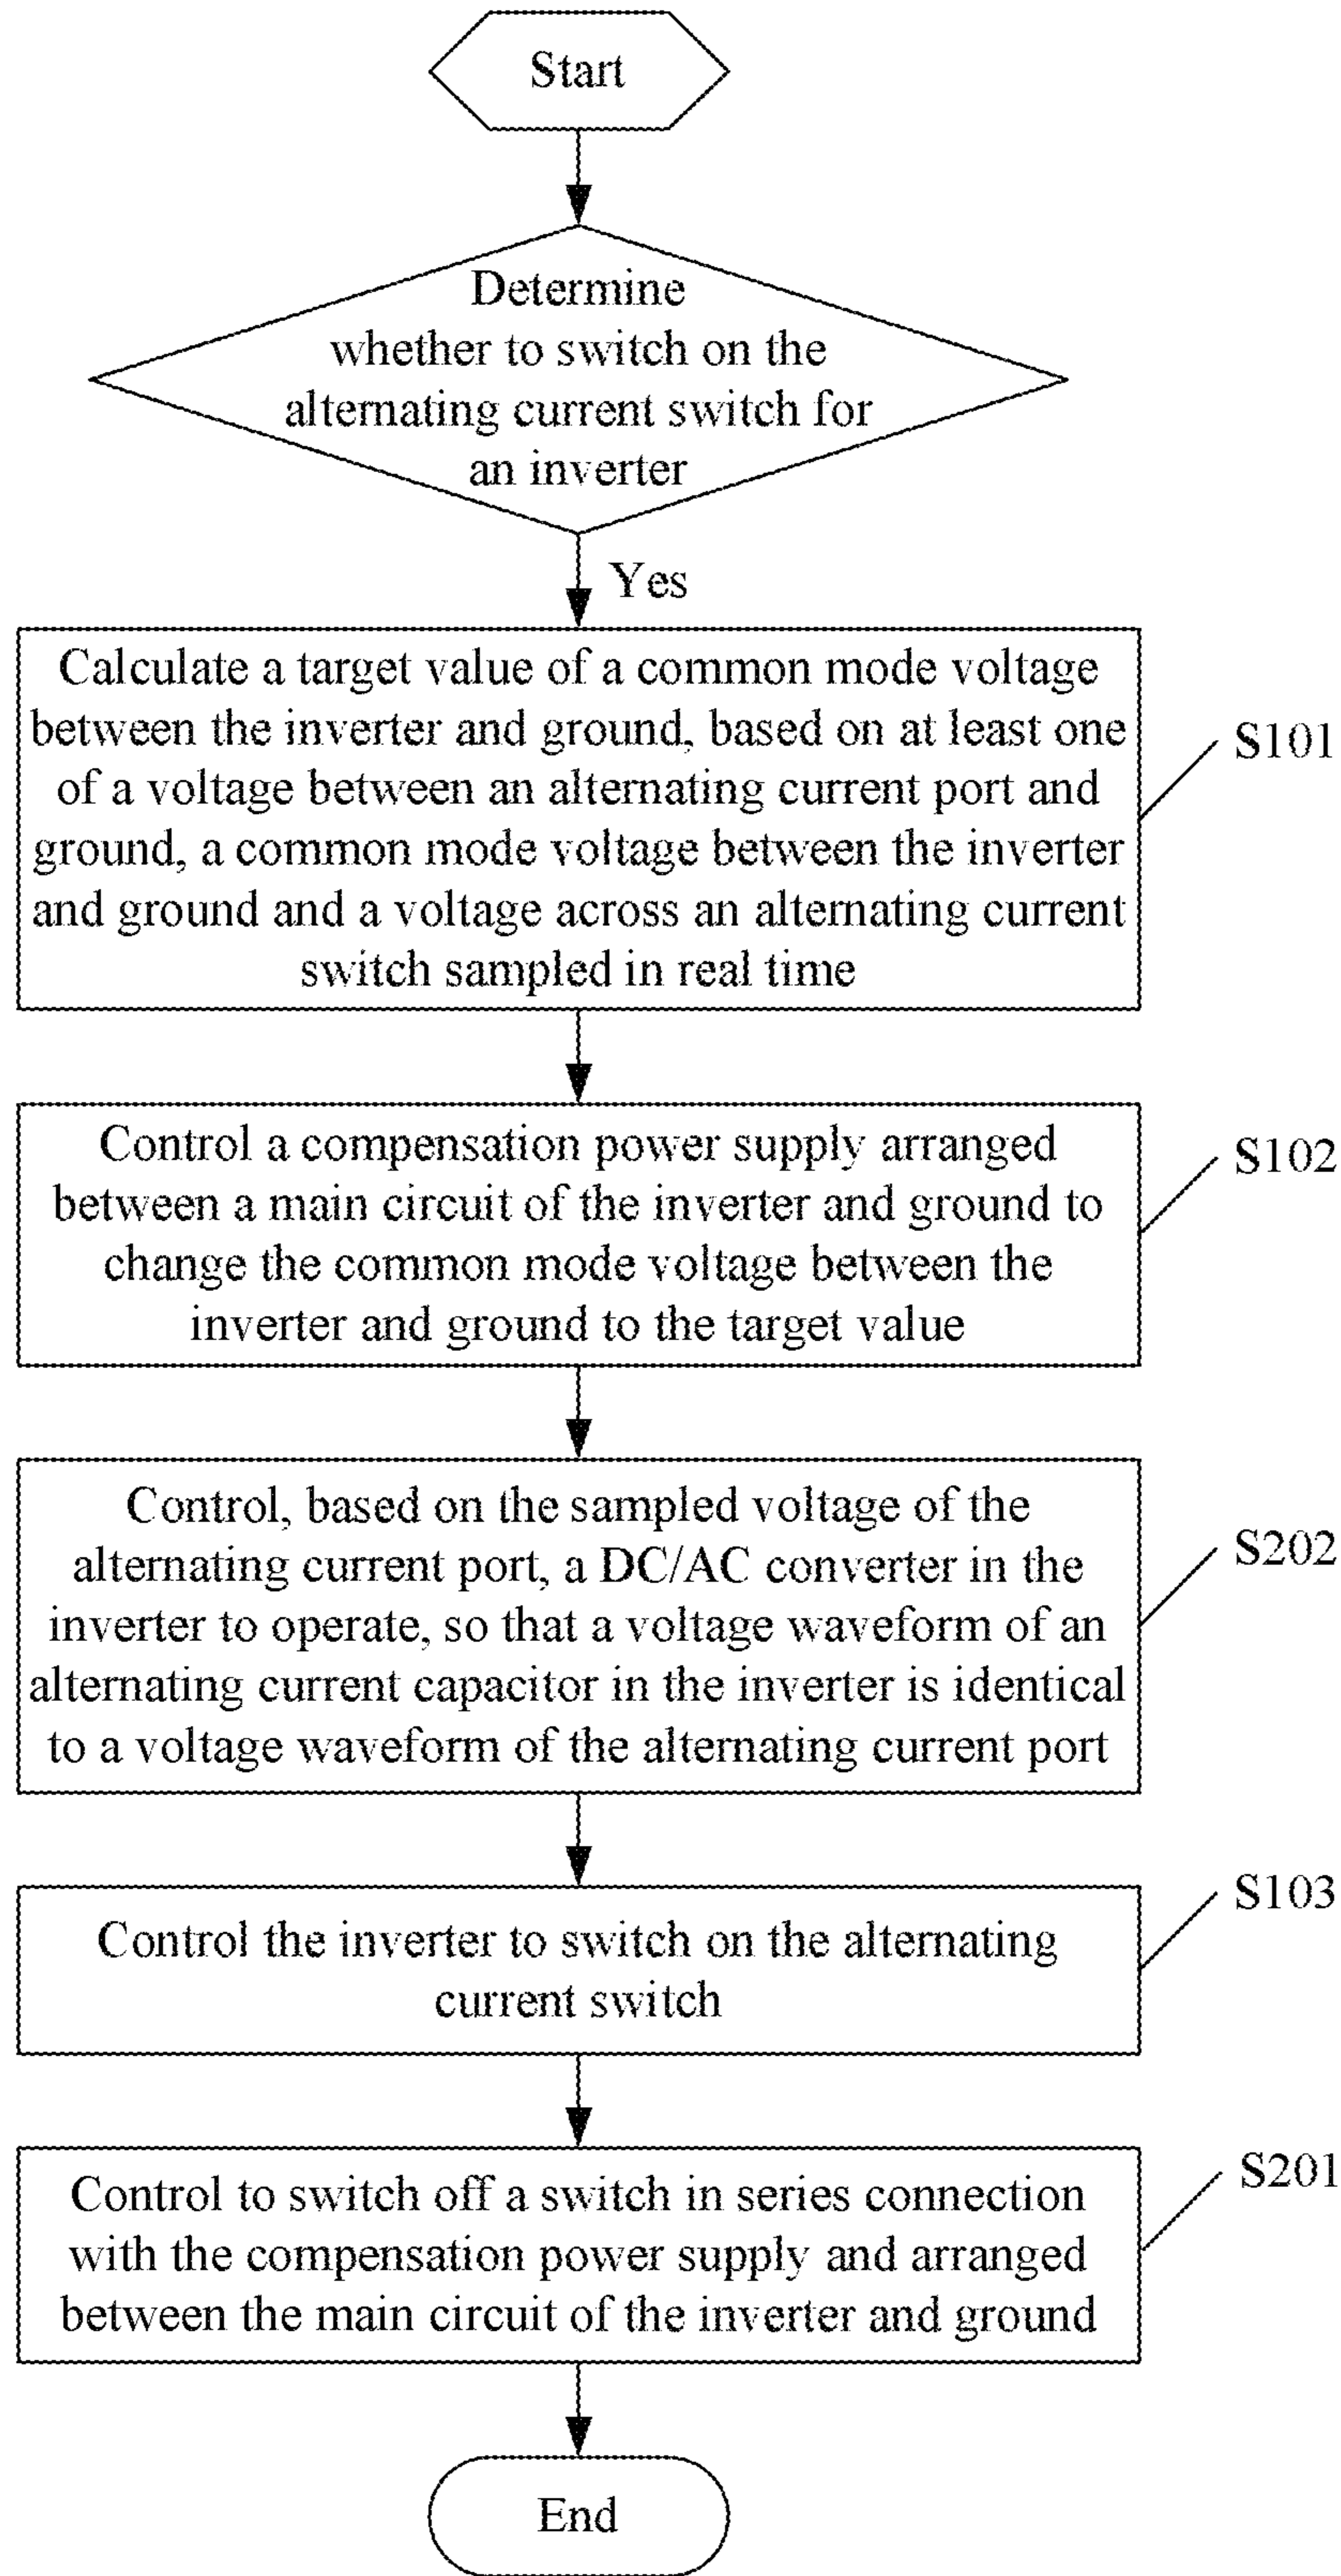 Start
Determine
whether to switch on the
alternating current switch for
an inverter
Yes
Calculate a target value of a common mode voltage
between the inverter and ground, based on at least one
of a voltage between an alternating current port and
ground, a common mode voltage between the inverter
and ground and a voltage across an alternating current
switch sampled in real time
S101
Control a compensation power supply arranged
between a main circuit of the inverter and ground to
change the common mode voltage between the
inverter and ground to the target value
S102
Control, based on the sampled voltage of the
alternating current port, a DC/AC converter in the
inverter to operate, so that a voltage waveform of an
alternating current capacitor in the inverter is identical
to a voltage waveform of the alternating current port
S202
Control the inverter to switch on the alternating
current switch
S103
Control to switch off a switch in series connection
with the compensation power supply and arranged
between the main circuit of the inverter and ground
S201
End